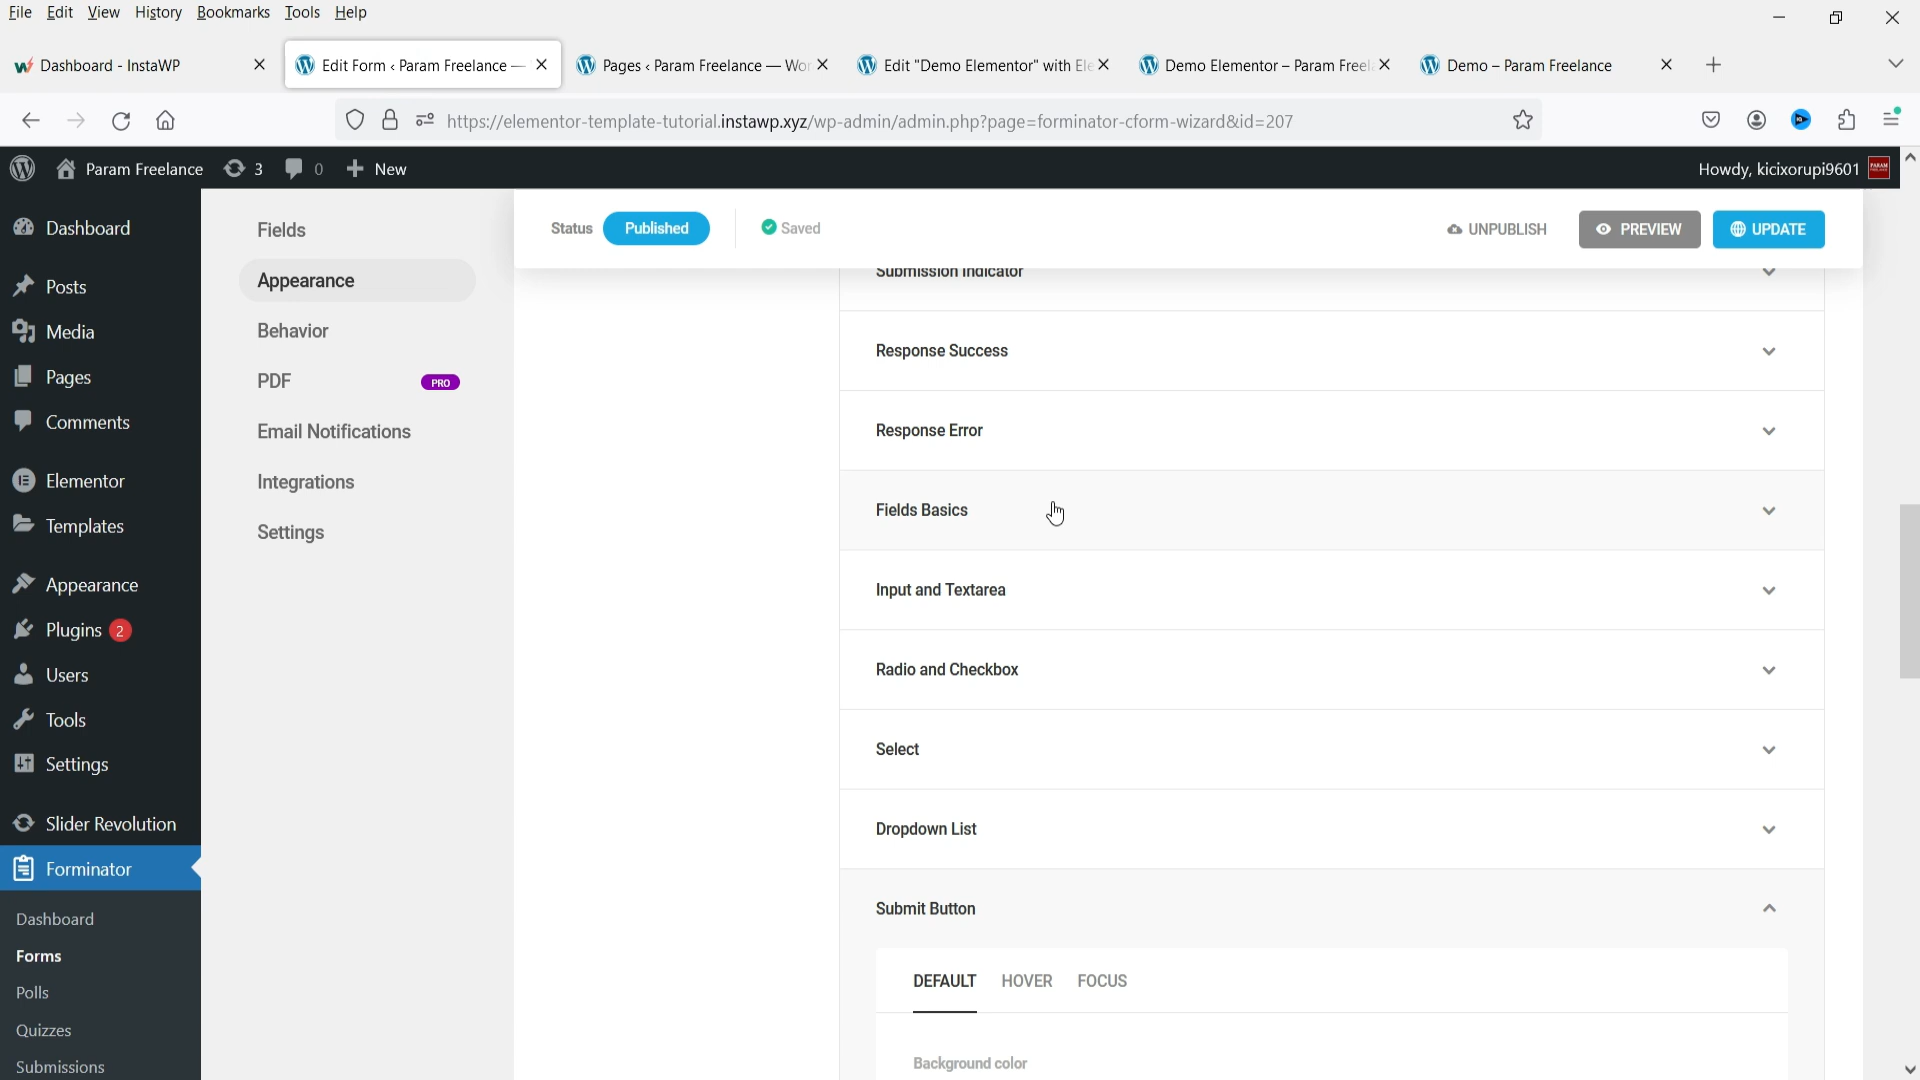 File Edit View History Bookmarks Tools Help
Dashboard - InstaWP
Edit Form ‹ Param Freelance —
Pages ‹ Param Freelance — Wor
Edit "Demo Elementor" with Ele
Demo Elementor – Param Freel
Demo – Param Freelance
https://elementor-template-tutorial.instawp.xyz/wp-admin/admin.php?page=forminator-cform-wizard&id=207
Param Freelance 3 0 New
Howdy, kicixorupi9601
Dashboard
Posts
Media
Pages
Comments
Elementor
Templates
Appearance
Plugins 2
Users
Tools
Settings
Slider Revolution
Forminator
Dashboard
Forms
Polls
Quizzes
Submissions
Fields
Appearance
Behavior
PDF PRO
Email Notifications
Integrations
Settings
Status Published Saved UNPUBLISH PREVIEW UPDATE
Submission Indicator
Response Success
Response Error
Fields Basics
Input and Textarea
Radio and Checkbox
Select
Dropdown List
Submit Button
DEFAULT HOVER FOCUS
Background color